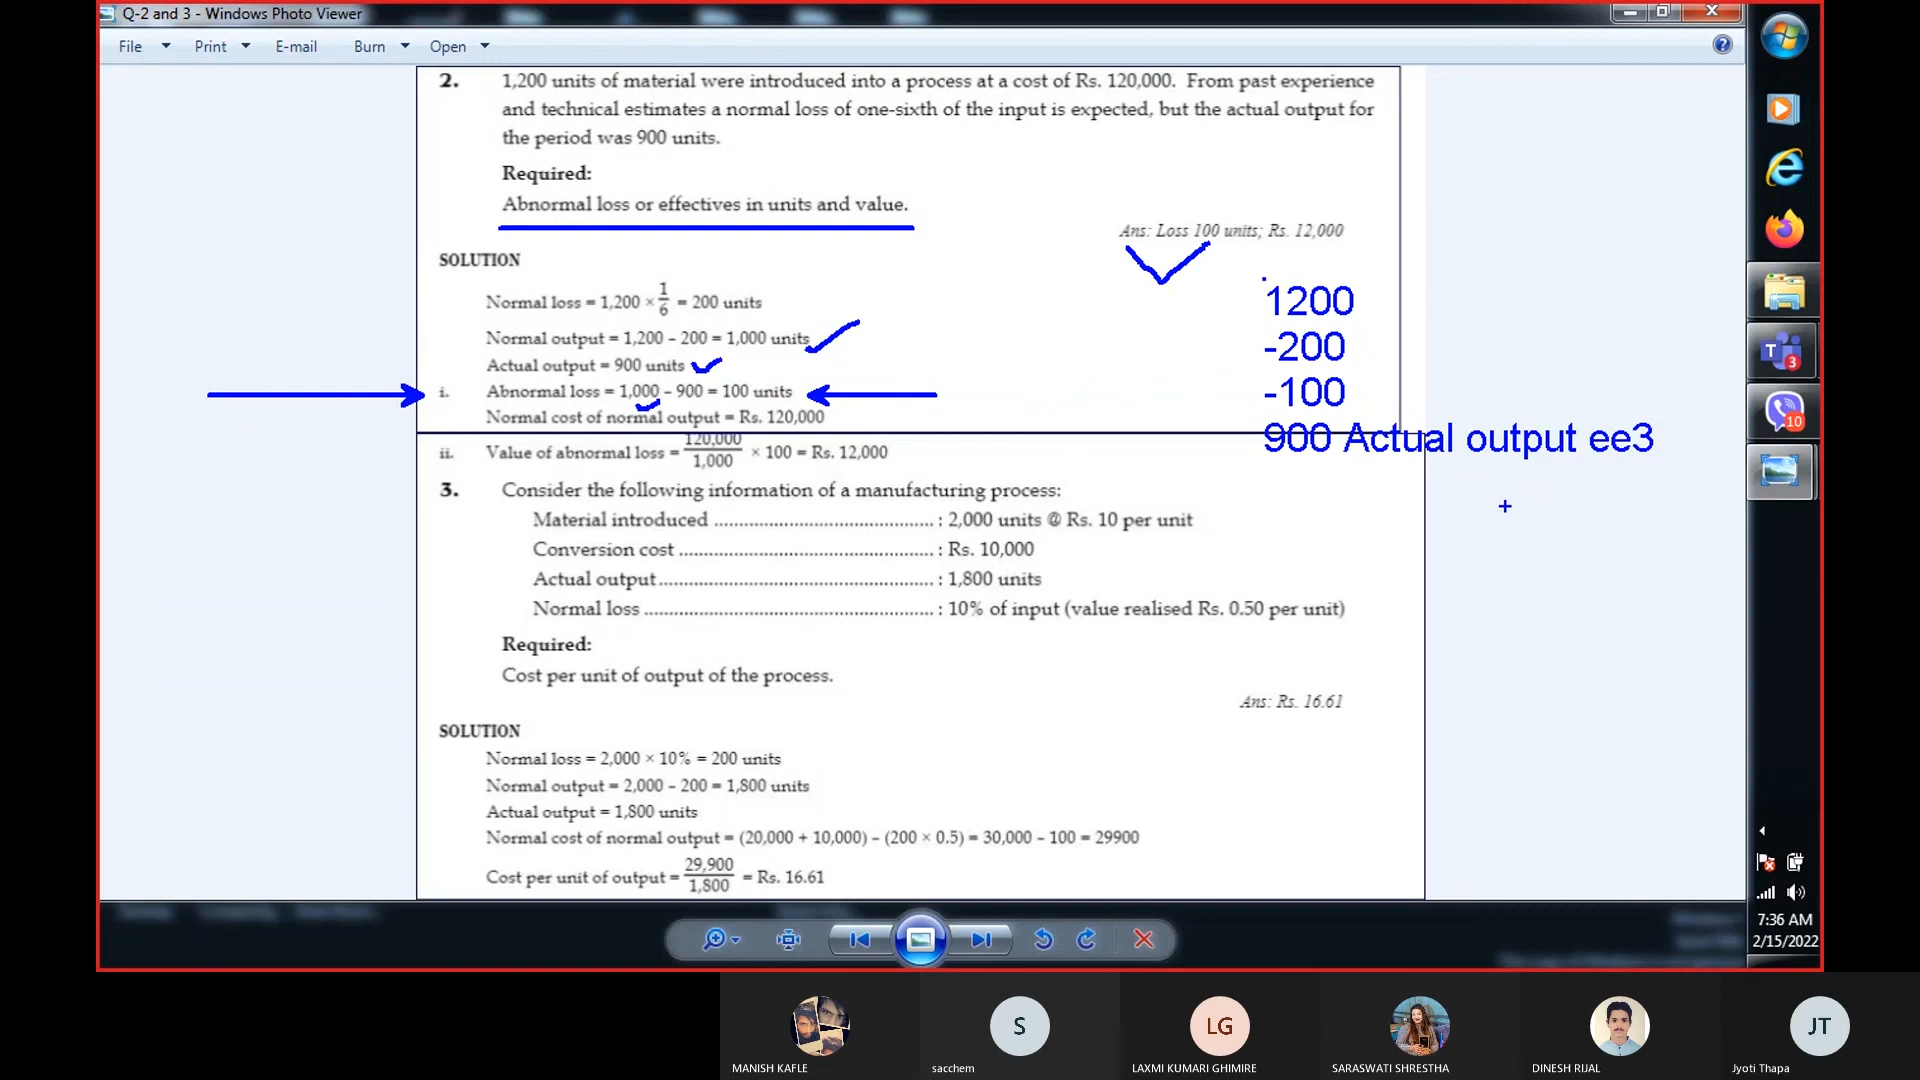 Q-2 and 3 - Windows Photo Viewer
File Print E-mail Burn Open
2. 1,200 units of material were introduced into a process at a cost of Rs. 120,000. From past experience
and technical estimates a normal loss of one-sixth of the input is expected, but the actual output for
the period was 900 units.
Required:
Abnormal loss or effectives in units and value.
Ans: Loss 100 units; Rs. 12,000
SOLUTION
Normal loss = 1,200 × 1/6 = 200 units
Normal output = 1,200 – 200 = 1,000 units
Actual output = 900 units
i. Abnormal loss = 1,000 – 900 = 100 units
Normal cost of normal output = Rs. 120,000
ii. Value of abnormal loss = 120,000/1,000 × 100 = Rs. 12,000
1200
-200
-100
900 Actual output ee3
3. Consider the following information of a manufacturing process:
Material introduced ........................................ : 2,000 units @ Rs. 10 per unit
Conversion cost .............................................. : Rs. 10,000
Actual output.................................................. : 1,800 units
Normal loss ..................................................... : 10% of input (value realised Rs. 0.50 per unit)
Required:
Cost per unit of output of the process.
Ans: Rs. 16.61
SOLUTION
Normal loss = 2,000 × 10% = 200 units
Normal output = 2,000 – 200 = 1,800 units
Actual output = 1,800 units
Normal cost of normal output = (20,000 + 10,000) – (200 × 0.5) = 30,000 – 100 = 29900
Cost per unit of output = 29,900/1,800 = Rs. 16.61
T
3
10
7:36 AM
2/15/2022
S
LG
JT
MANISH KAFLE
sacchem
LAXMI KUMARI GHIMIRE
SARASWATI SHRESTHA
DINESH RIJAL
Jyoti Thapa